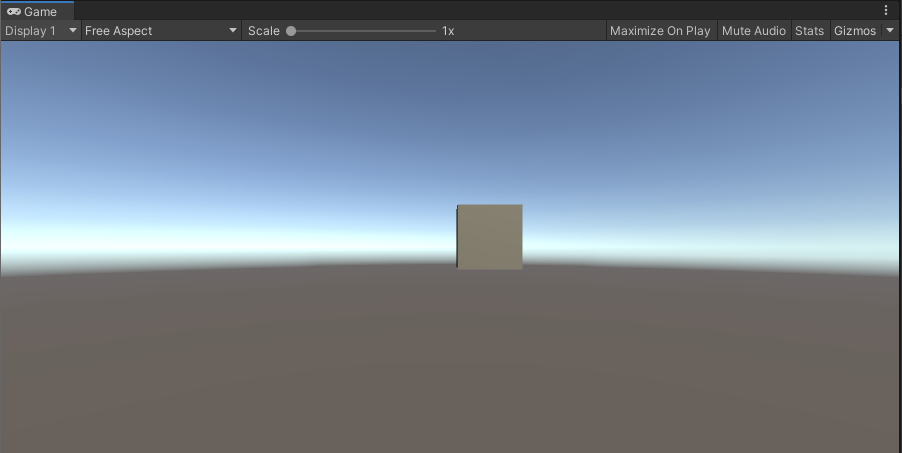 Game
Display 1 Free Aspect Scale 1x Maximize On Play Mute Audio Stats Gizmos